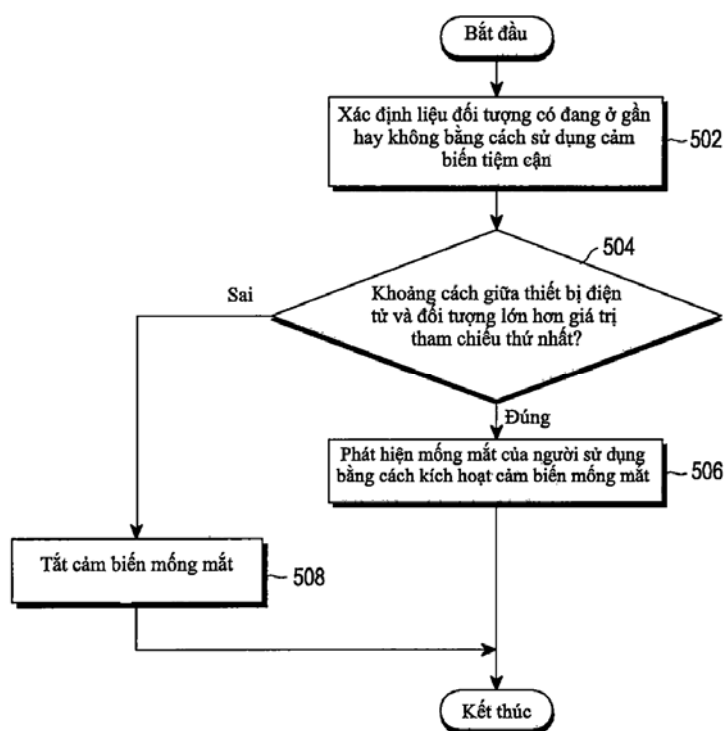 Bắt đầu
Xác định liệu đối tượng có đang ở gần
hay không bằng cách sử dụng cảm
biến tiệm cận
502
504
Sai
Khoảng cách giữa thiết bị điện
tử và đối tượng lớn hơn giá trị
tham chiếu thứ nhất?
Đúng
Phát hiện mống mắt của người sử dụng
bằng cách kích hoạt cảm biến mống mắt
506
Tắt cảm biến mống mắt
508
Kết thúc